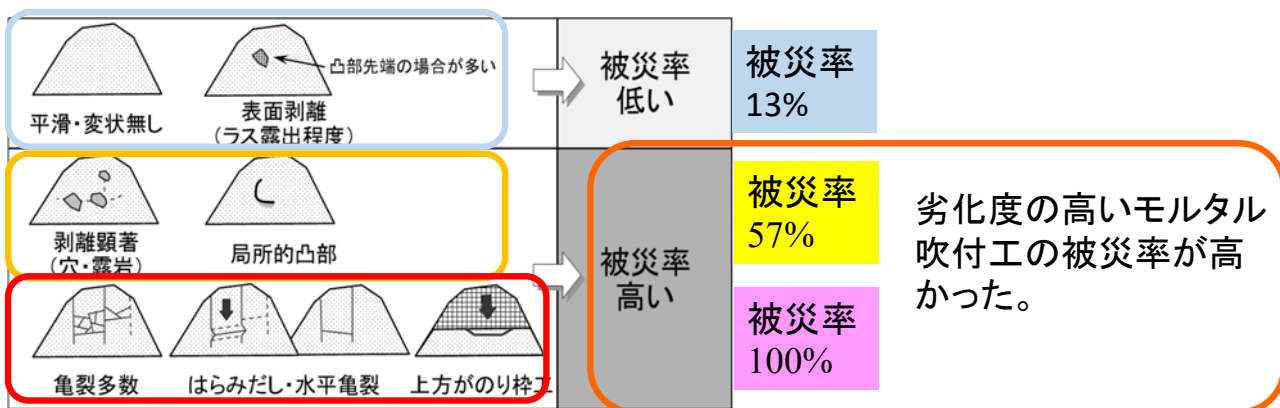 平滑・変状無し
凸部先端の場合が多い
表面剥離
(ラス露出程度)
被災率
低い
被災率
13%
剥離顕著
(穴・露岩)
局所的凸部
亀裂多数
はらみだし・水平亀裂
上方がのり枠工
被災率
高い
被災率
57%
被災率
100%
劣化度の高いモルタル
吹付工の被災率が高
かった。